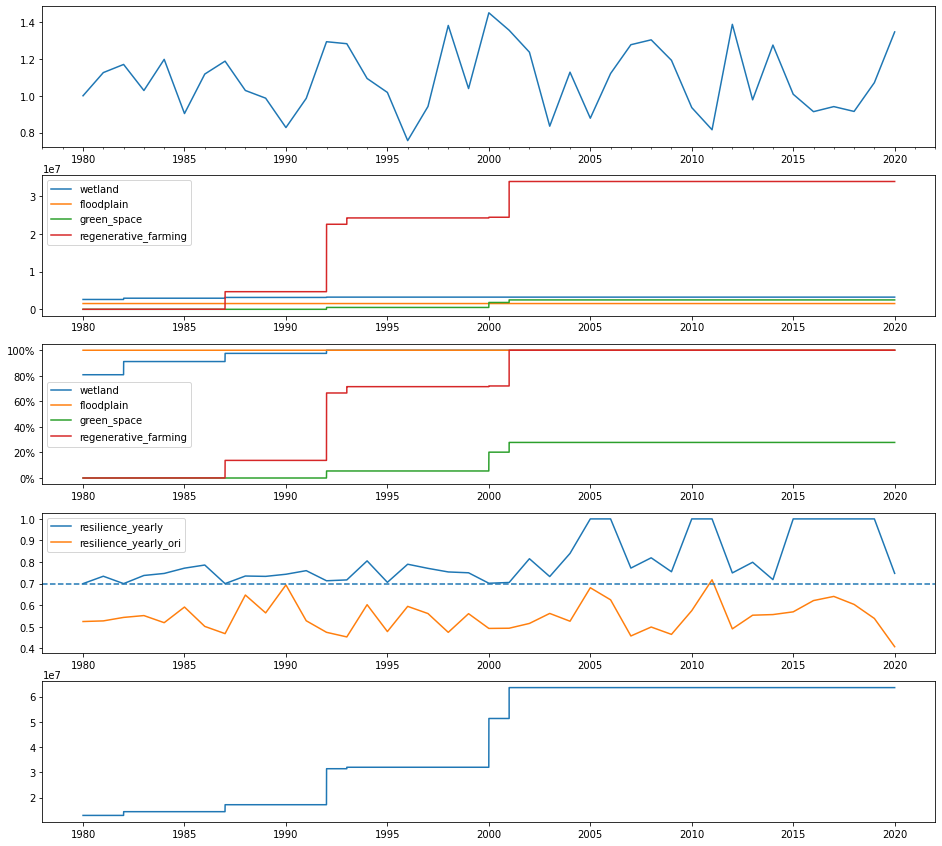 1.4
1.2
1.0
0.8
1980 1985 1990 1995 2000 2005 2010 2015 2020
1e7
3
2
1
0
wetland
floodplain
green_space
regenerative_farming
1980 1985 1990 1995 2000 2005 2010 2015 2020
100%
80%
60%
40%
20%
0%
wetland
floodplain
green_space
regenerative_farming
1980 1985 1990 1995 2000 2005 2010 2015 2020
1.0
0.9
0.8
0.7
0.6
0.5
0.4
resilience_yearly
resilience_yearly_ori
1980 1985 1990 1995 2000 2005 2010 2015 2020
1e7
6
5
4
3
2
1980 1985 1990 1995 2000 2005 2010 2015 2020